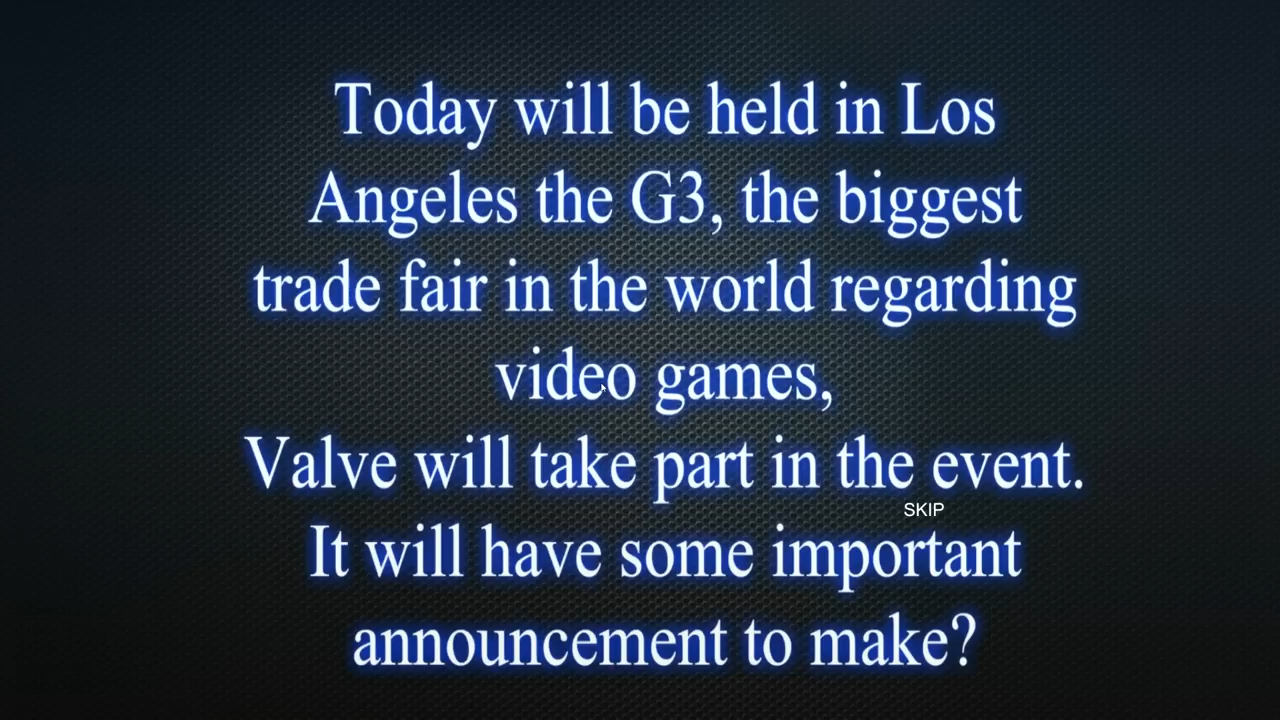 Today will be held in Los
Angeles the G3, the biggest
trade fair in the world regarding
video games,
Valve will take part in the event.
SKIP
It will have some important
announcement to make?